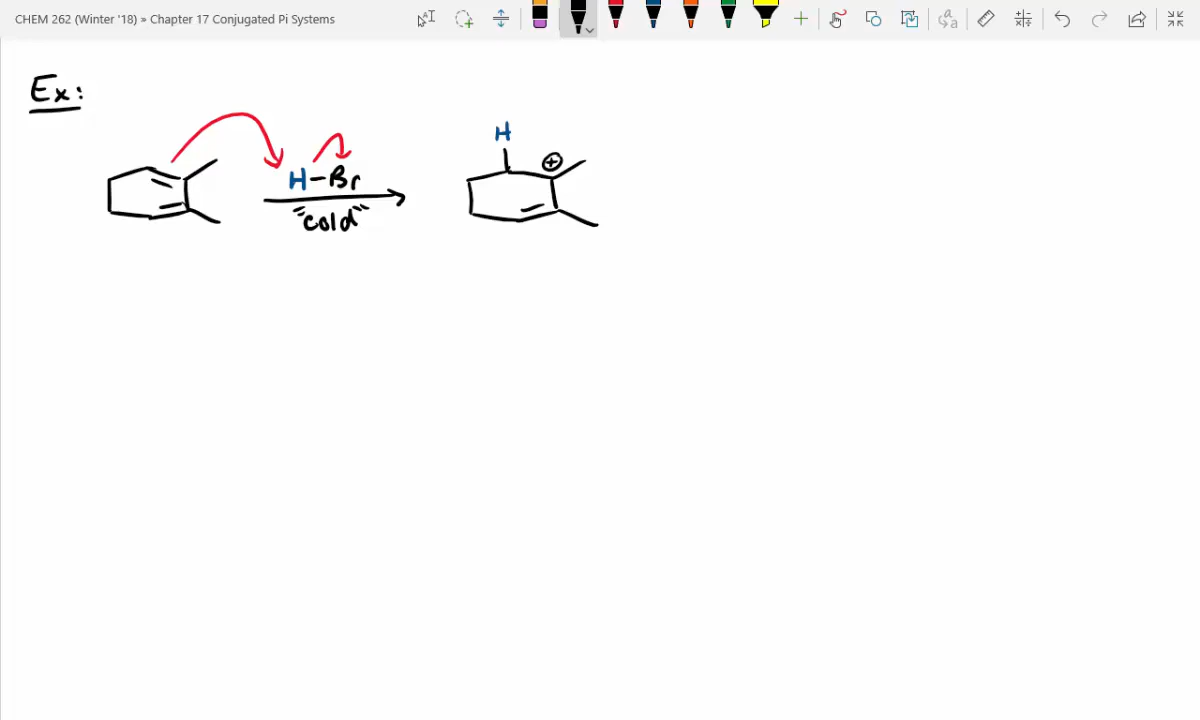 CHEM 262 (Winter '18) » Chapter 17 Conjugated Pi Systems
Ex:
H
⊕
H-Br
"cold"